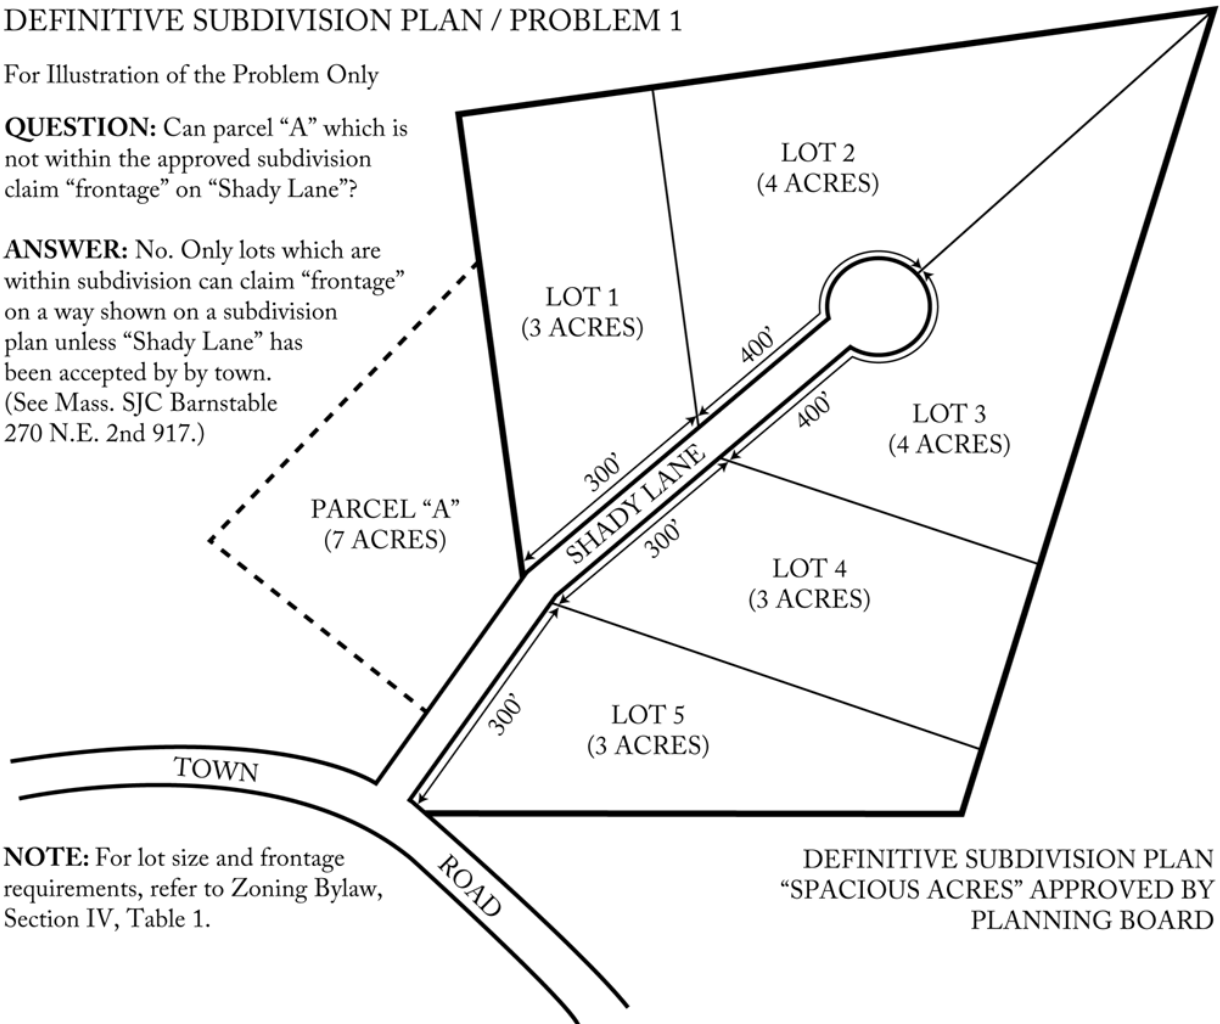 DEFINITIVE SUBDIVISION PLAN / PROBLEM 1
For Illustration of the Problem Only
QUESTION: Can parcel “A” which is
not within the approved subdivision
claim “frontage” on “Shady Lane”?
ANSWER: No. Only lots which are
within subdivision can claim “frontage”
on a way shown on a subdivision
plan unless “Shady Lane” has
been accepted by by town.
(See Mass. SJC Barnstable
270 N.E. 2nd 917.)
LOT 2
(4 ACRES)
LOT 1
(3 ACRES)
400’
400’
LOT 3
(4 ACRES)
300’
SHADY LANE
300’
PARCEL “A”
(7 ACRES)
LOT 4
(3 ACRES)
300’
LOT 5
(3 ACRES)
TOWN
ROAD
NOTE: For lot size and frontage
requirements, refer to Zoning Bylaw,
Section IV, Table 1.
DEFINITIVE SUBDIVISION PLAN
“SPACIOUS ACRES” APPROVED BY
PLANNING BOARD